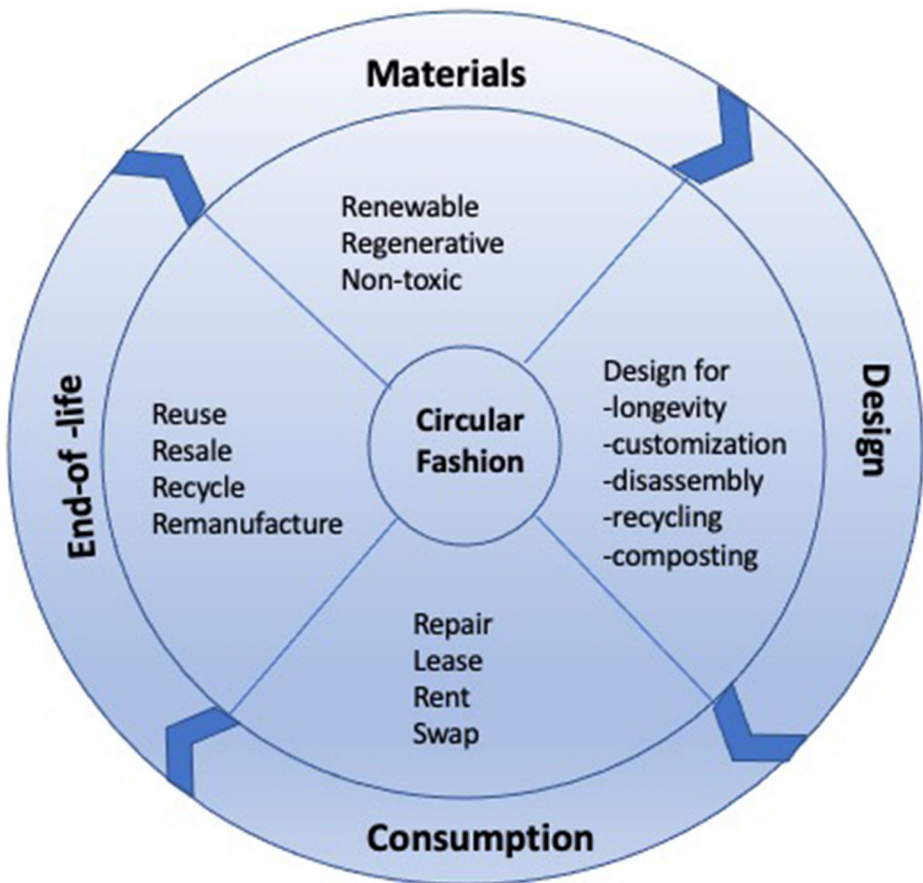 Materials
Renewable
Regenerative
Non-toxic
Design
Design for
-longevity
-customization
-disassembly
-recycling
-composting
Consumption
Repair
Lease
Rent
Swap
End-of -life
Reuse
Resale
Recycle
Remanufacture
Circular
Fashion